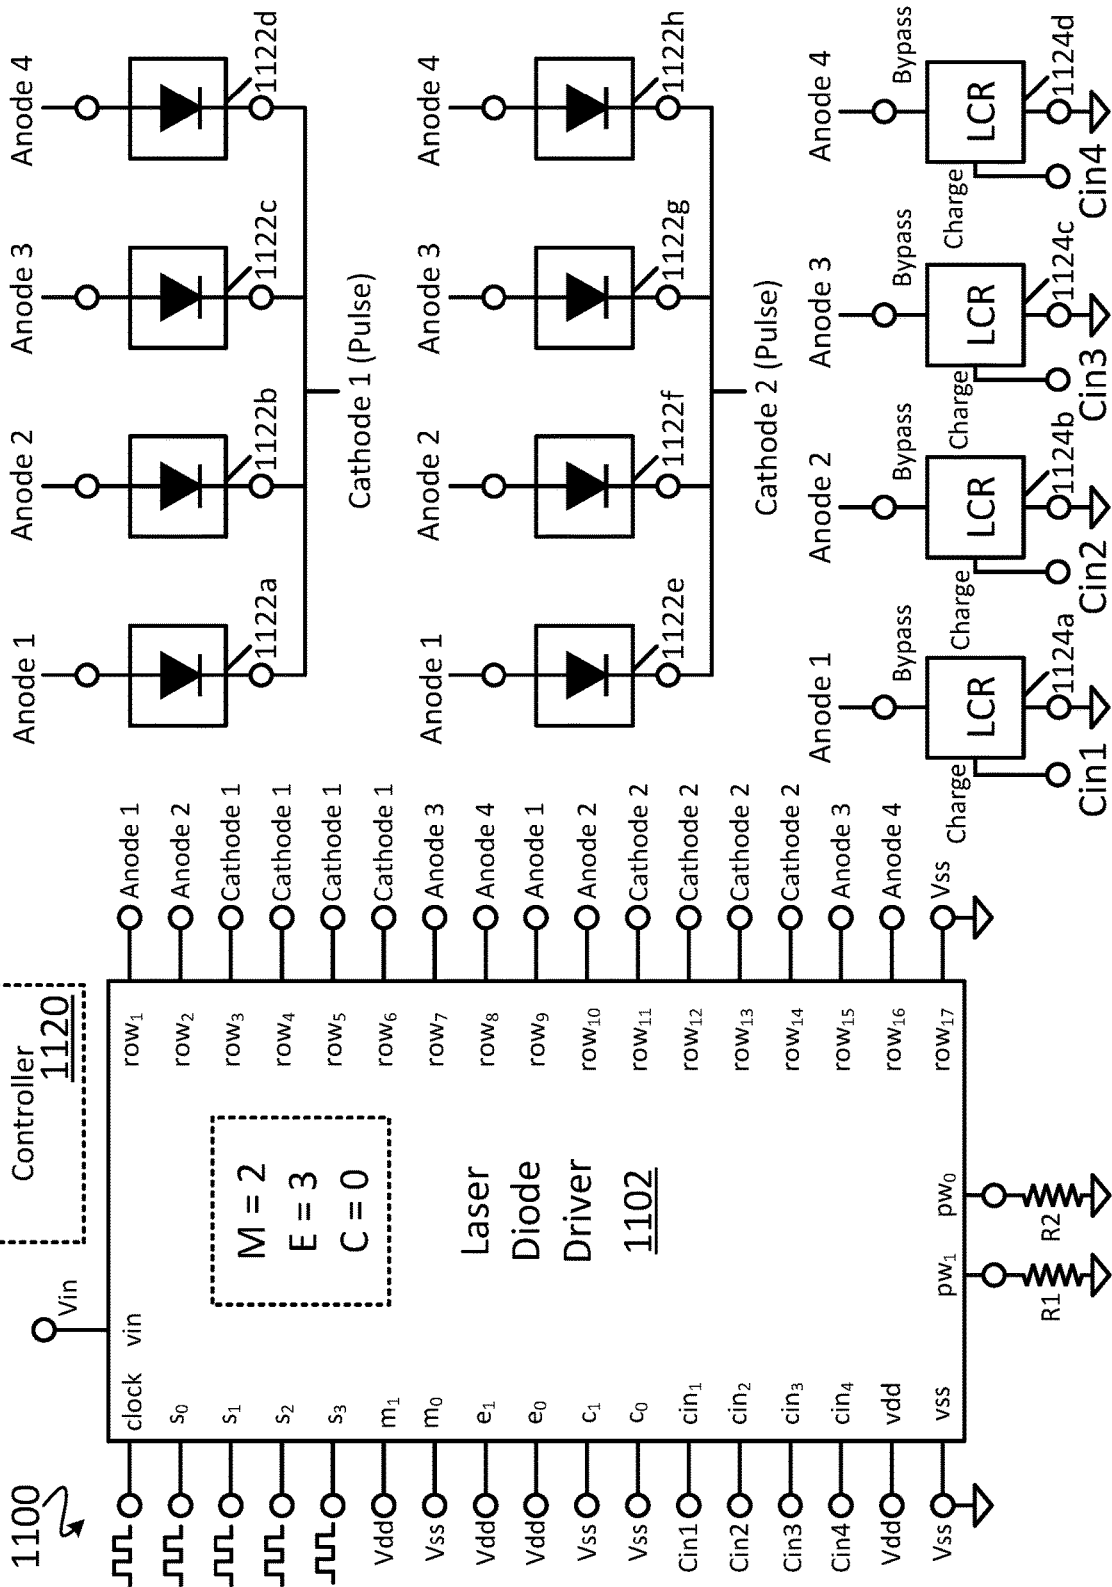 1100
Controller
1120
Vin
vin
clock
s₀
s₁
s₂
s₃
m₁
m₀
e₁
e₀
c₁
c₀
cin₁
cin₂
cin₃
cin₄
vdd
vss
Vdd
Vss
Vdd
Vdd
Vss
Vss
Cin1
Cin2
Cin3
Cin4
Vdd
Vss
M = 2
E = 3
C = 0
Laser
Diode
Driver
1102
pw₁
pw₀
R1
R2
row₁
row₂
row₃
row₄
row₅
row₆
row₇
row₈
row₉
row₁₀
row₁₁
row₁₂
row₁₃
row₁₄
row₁₅
row₁₆
row₁₇
Anode 1
Anode 2
Cathode 1
Cathode 1
Cathode 1
Cathode 1
Anode 3
Anode 4
Anode 1
Anode 2
Cathode 2
Cathode 2
Cathode 2
Cathode 2
Anode 3
Anode 4
Vss
Anode 1 Anode 2 Anode 3 Anode 4
1122a 1122b 1122c 1122d
Cathode 1 (Pulse)
Anode 1 Anode 2 Anode 3 Anode 4
1122e 1122f 1122g 1122h
Cathode 2 (Pulse)
Anode 1 Anode 2 Anode 3 Anode 4
Bypass Bypass Bypass Bypass
Charge LCR Charge LCR Charge LCR Charge LCR
1124a 1124b 1124c 1124d
Cin1 Cin2 Cin3 Cin4